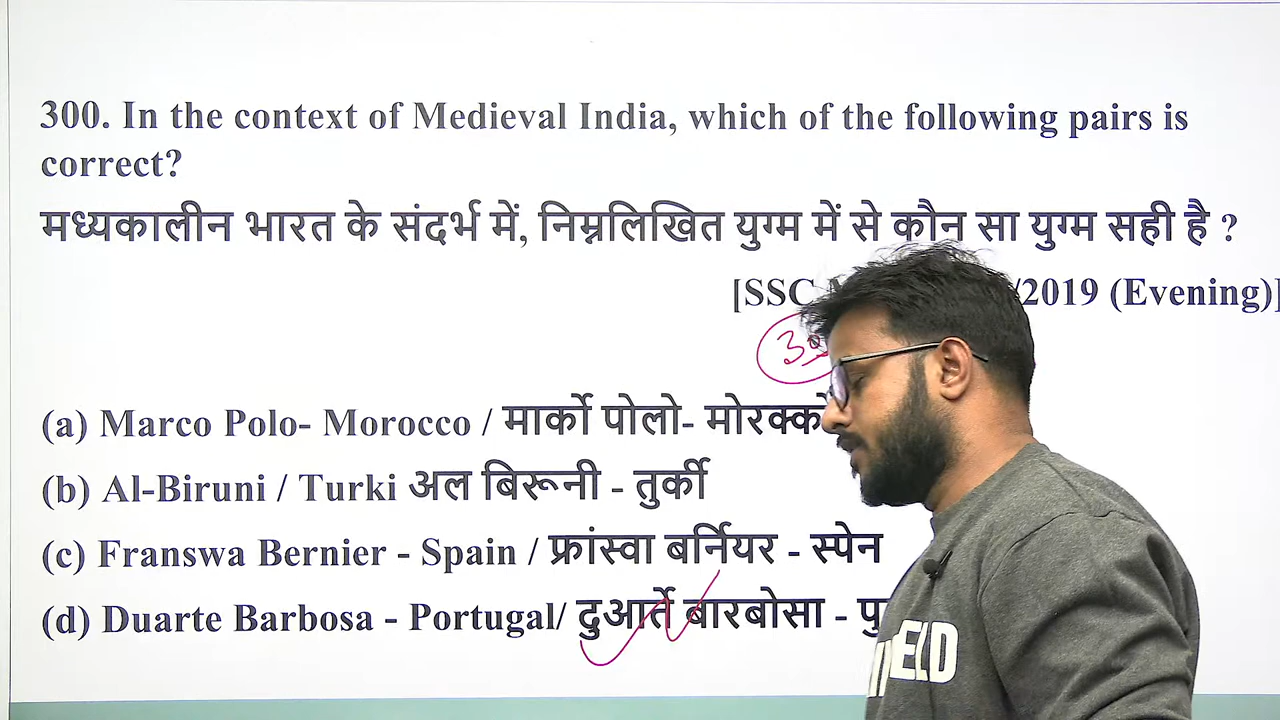 300. In the context of Medieval India, which of the following pairs is
correct?
मध्यकालीन भारत के संदर्भ में, निम्नलिखित युग्म में से कौन सा युग्म सही है ?
[SSC /2019 (Evening)]
(a) Marco Polo- Morocco / मार्को पोलो- मोरक्को
(b) Al-Biruni / Turki अल बिरूनी - तुर्की
(c) Franswa Bernier - Spain / फ्रांस्वा बर्नियर - स्पेन
(d) Duarte Barbosa - Portugal/ दुआर्ते बारबोसा -